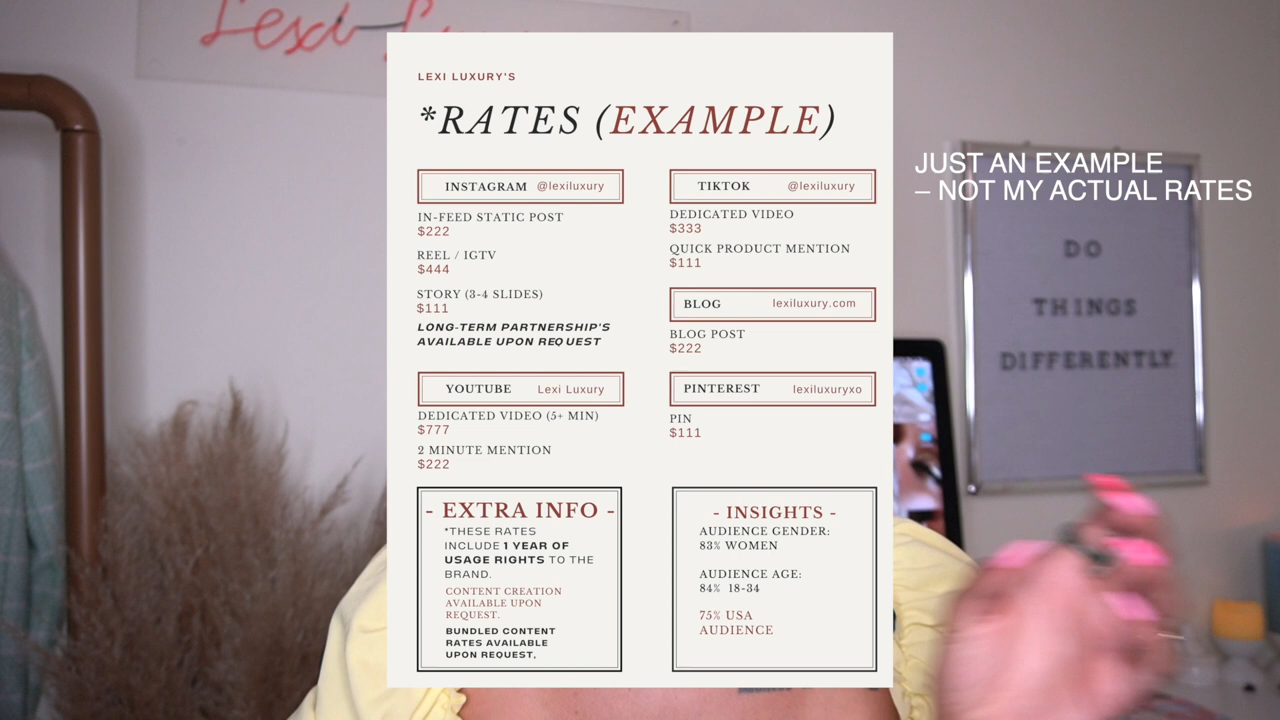 LEXI LUXURY'S
*RATES (EXAMPLE)
INSTAGRAM @lexiluxury
IN-FEED STATIC POST
$222
REEL / IGTV
$444
STORY (3-4 SLIDES)
$111
LONG-TERM PARTNERSHIP'S
AVAILABLE UPON REQUEST
YOUTUBE Lexi Luxury
DEDICATED VIDEO (5+ MIN)
$777
2 MINUTE MENTION
$222
- EXTRA INFO -
*THESE RATES
INCLUDE 1 YEAR OF
USAGE RIGHTS TO THE
BRAND.
CONTENT CREATION
AVAILABLE UPON
REQUEST.
BUNDLED CONTENT
RATES AVAILABLE
UPON REQUEST,
TIKTOK @lexiluxury
DEDICATED VIDEO
$333
QUICK PRODUCT MENTION
$111
BLOG lexiluxury.com
BLOG POST
$222
PINTEREST lexiluxuryxo
PIN
$111
- INSIGHTS -
AUDIENCE GENDER:
83% WOMEN
AUDIENCE AGE:
84% 18-34
75% USA
AUDIENCE
JUST AN EXAMPLE
– NOT MY ACTUAL RATES
DO
THINGS
DIFFERENTLY.
Lexi